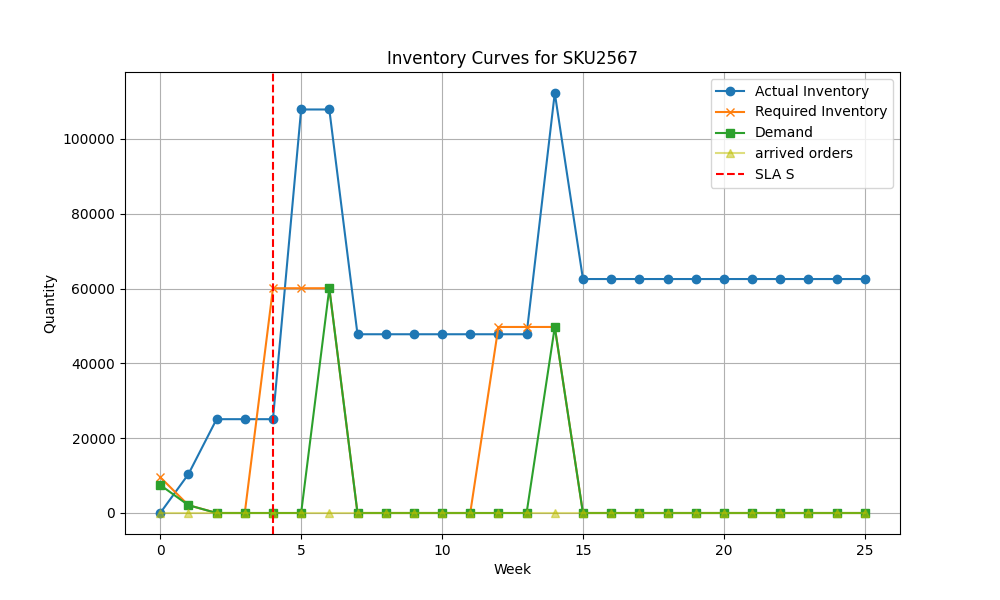 Inventory Curves for SKU2567
Actual Inventory
Required Inventory
Demand
arrived orders
SLA S
Quantity
100000
80000
60000
40000
20000
0
0 5 10 15 20 25
Week